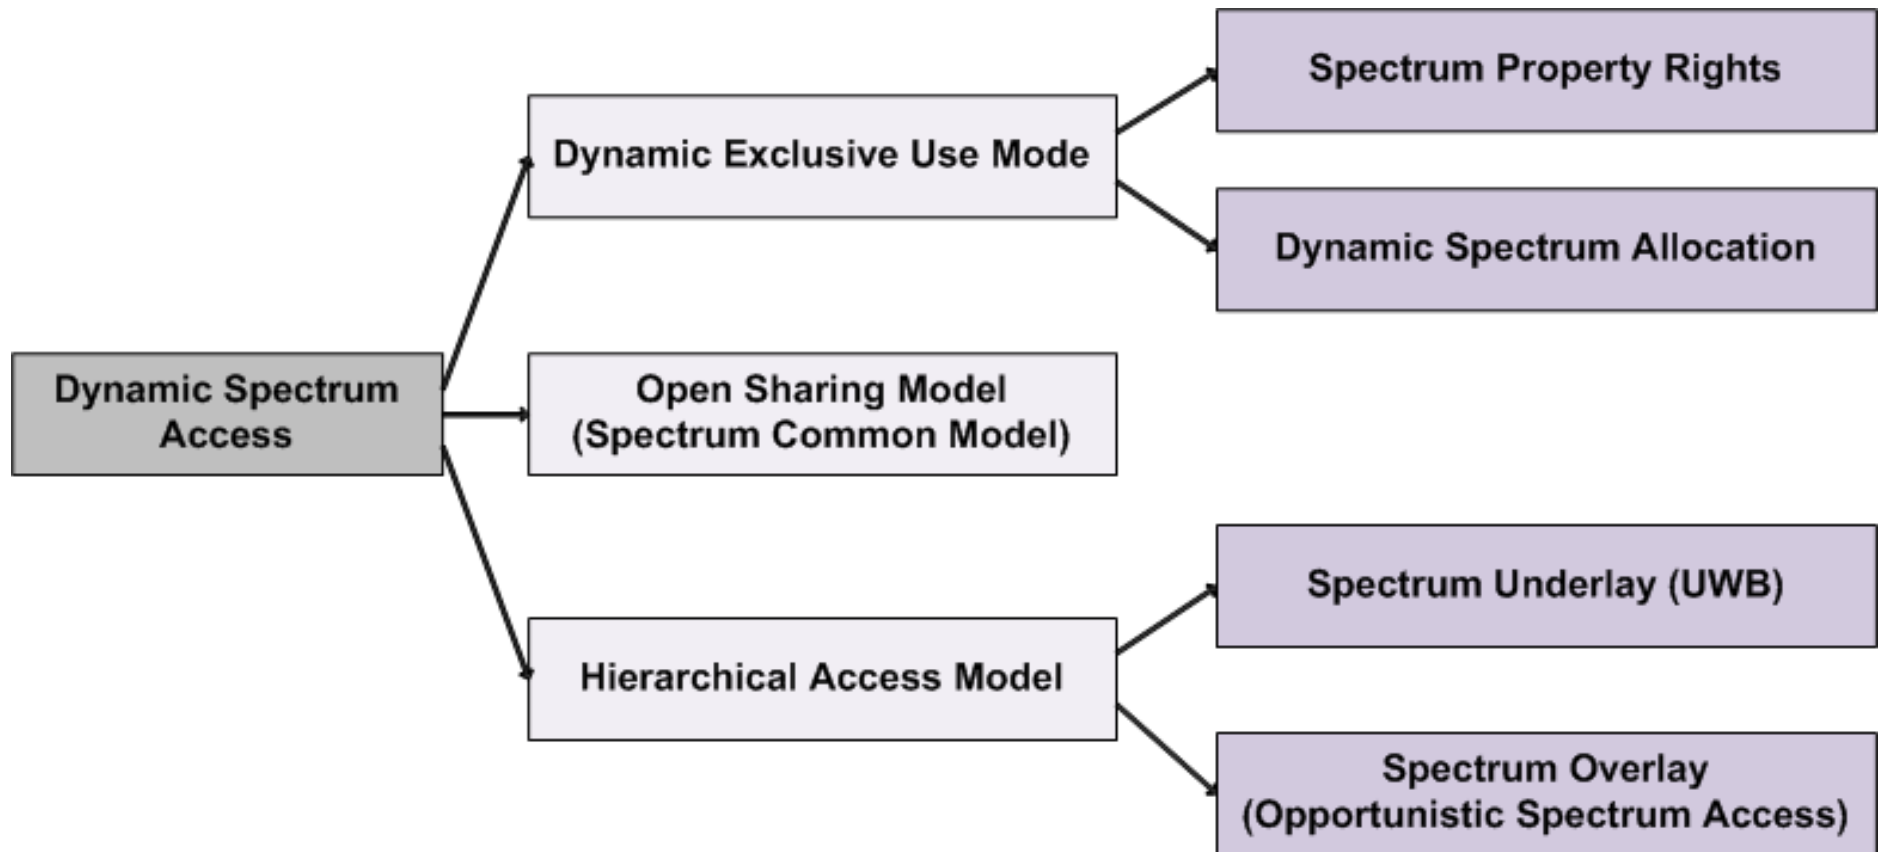 Spectrum Property Rights
Dynamic Exclusive Use Mode
Dynamic Spectrum Allocation
Dynamic Spectrum
Access
Open Sharing Model
(Spectrum Common Model)
Spectrum Underlay (UWB)
Hierarchical Access Model
Spectrum Overlay
(Opportunistic Spectrum Access)